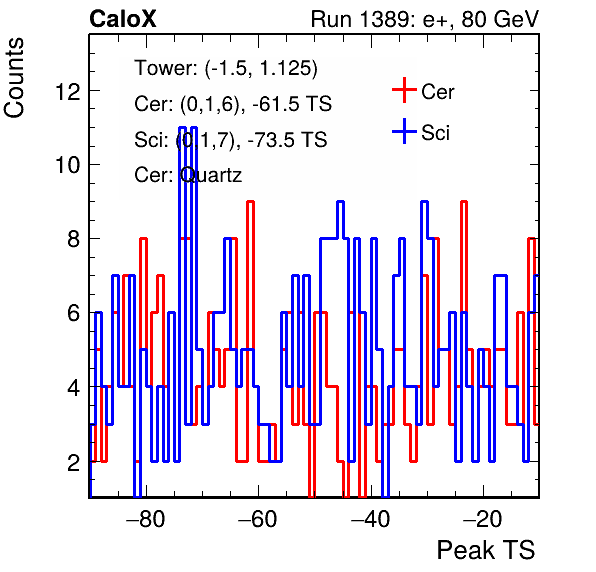 CaloX Run 1389: e+, 80 GeV
Counts
Tower: (-1.5, 1.125)
Cer: (0,1,6), -61.5 TS
Sci: (0,1,7), -73.5 TS
Cer: Quartz
Cer
Sci
12
10
8
6
4
2
−80 −60 −40 −20
Peak TS